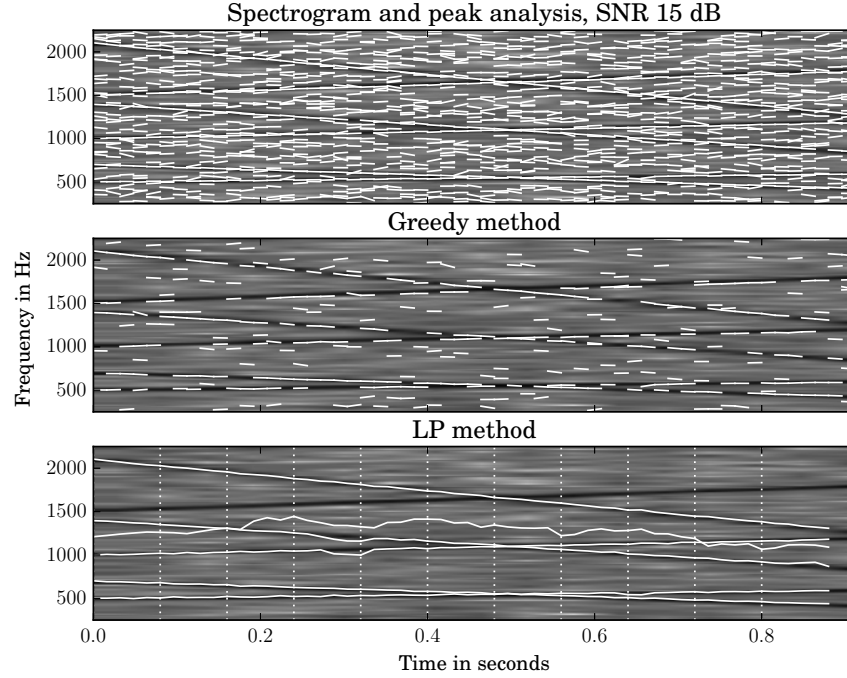 Spectrogram and peak analysis, SNR 15 dB
2000
1500
1000
500
Greedy method
2000
1500
1000
500
Frequency in Hz
LP method
2000
1500
1000
500
0.0 0.2 0.4 0.6 0.8
Time in seconds